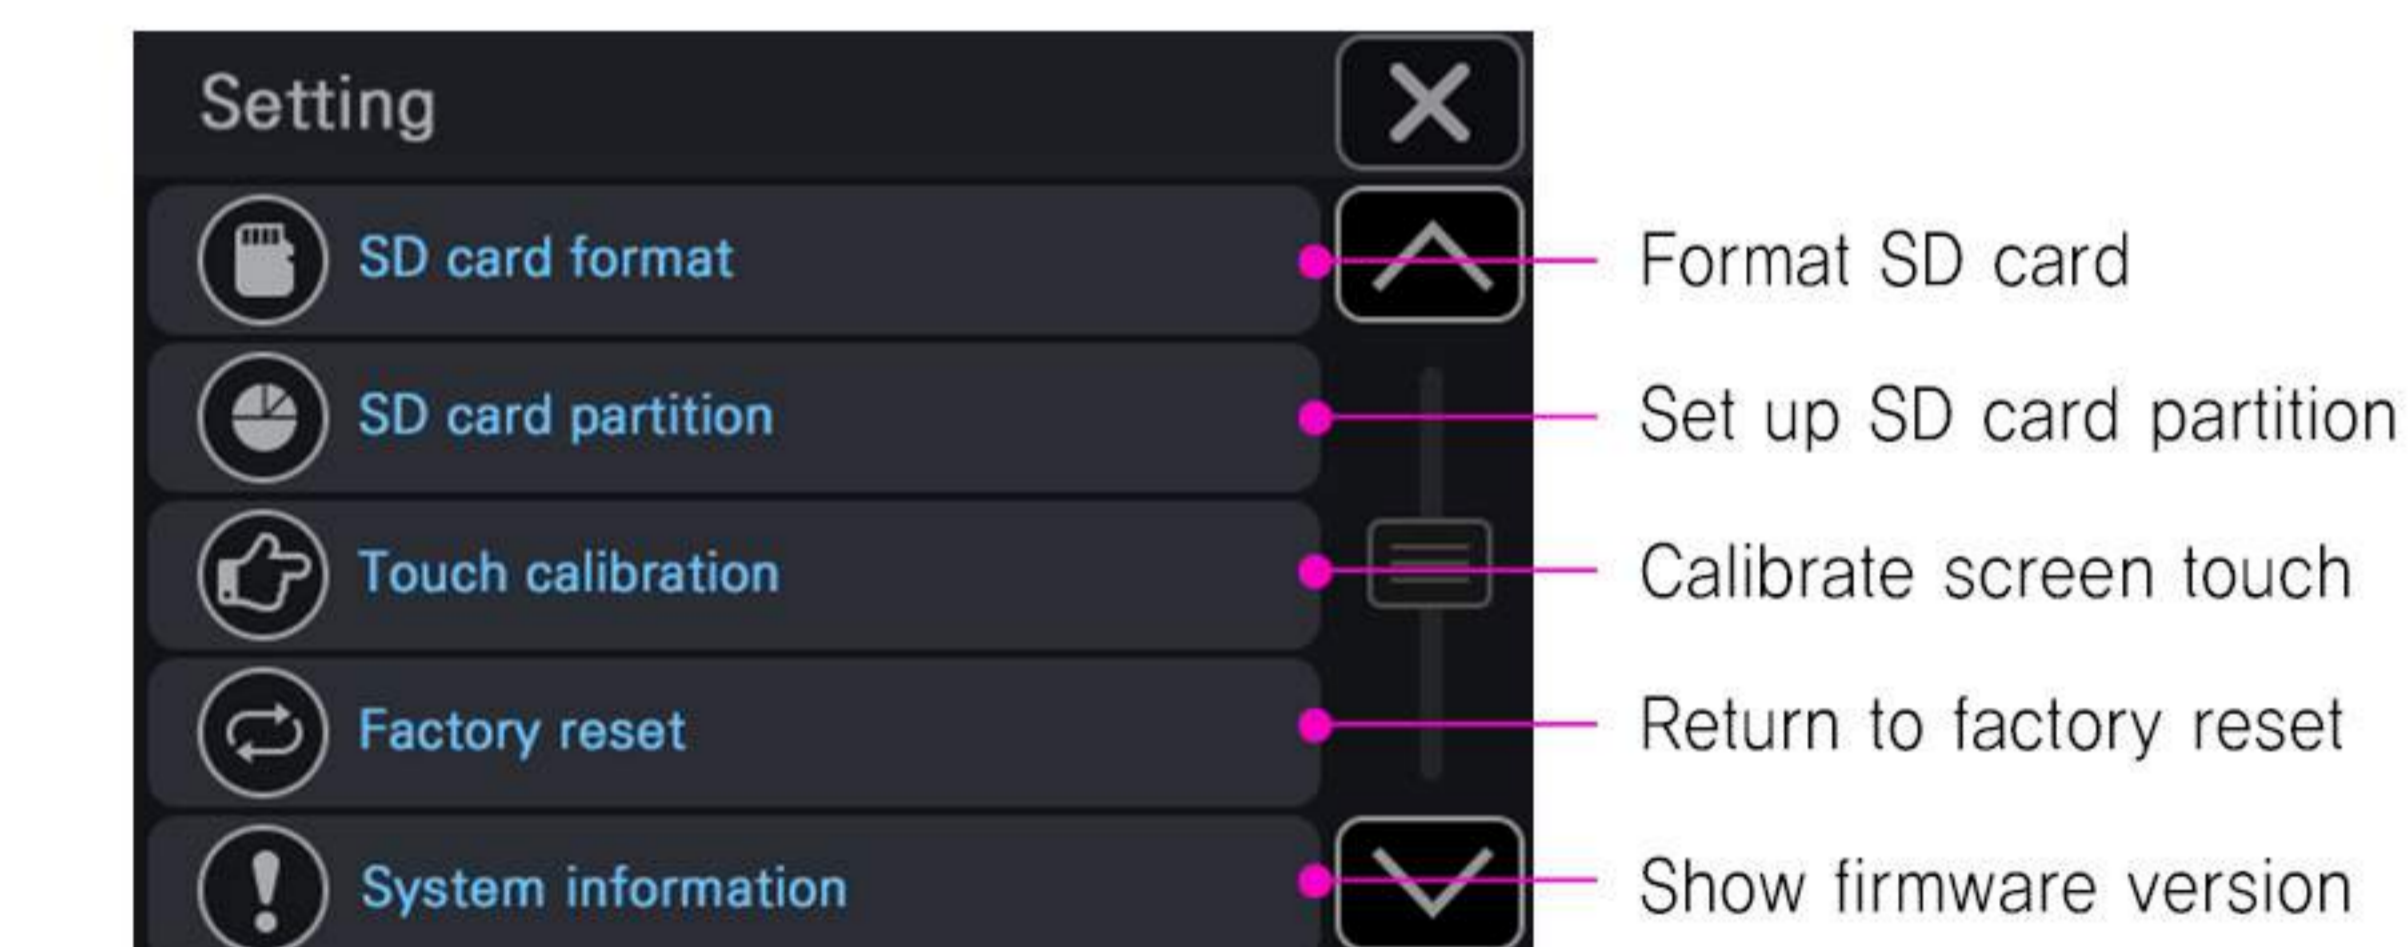 Setting
SD card format
Format SD card
SD card partition
Set up SD card partition
Touch calibration
Calibrate screen touch
Factory reset
Return to factory reset
System information
Show firmware version